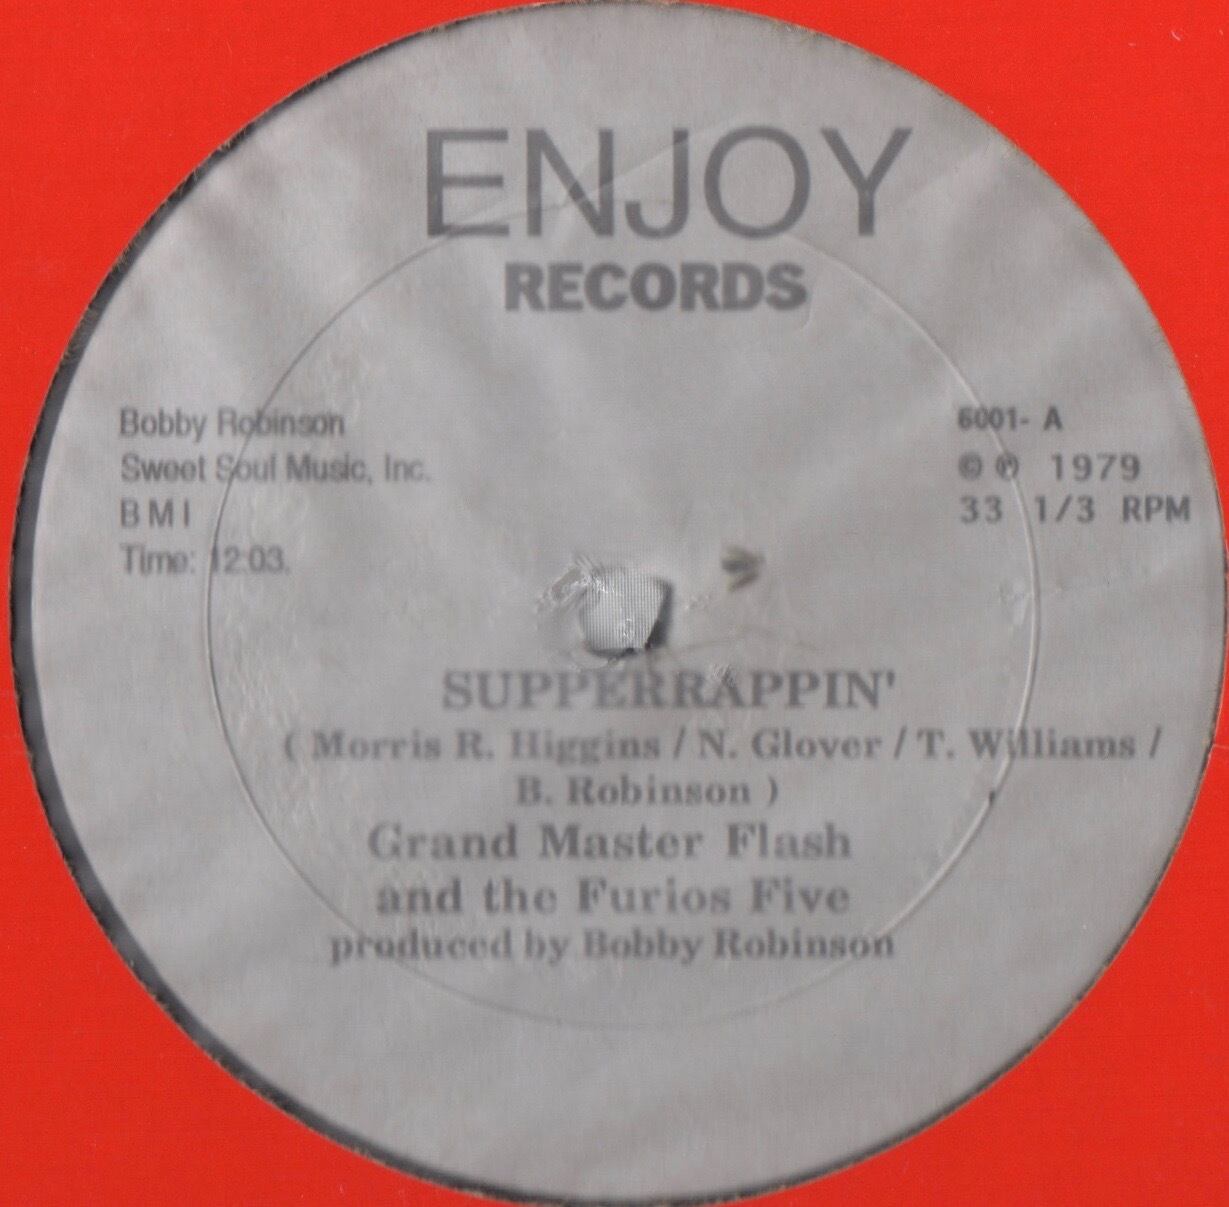 ENJOY
RECORDS
Bobby Robinson
Sweet Soul Music, Inc.
BMI
Time: 12:03.
6001- A
© ℗ 1979
33 1/3 RPM
SUPPERRAPPIN'
( Morris R. Higgins / N. Glover / T. Williams /
B. Robinson )
Grand Master Flash
and the Furios Five
produced by Bobby Robinson